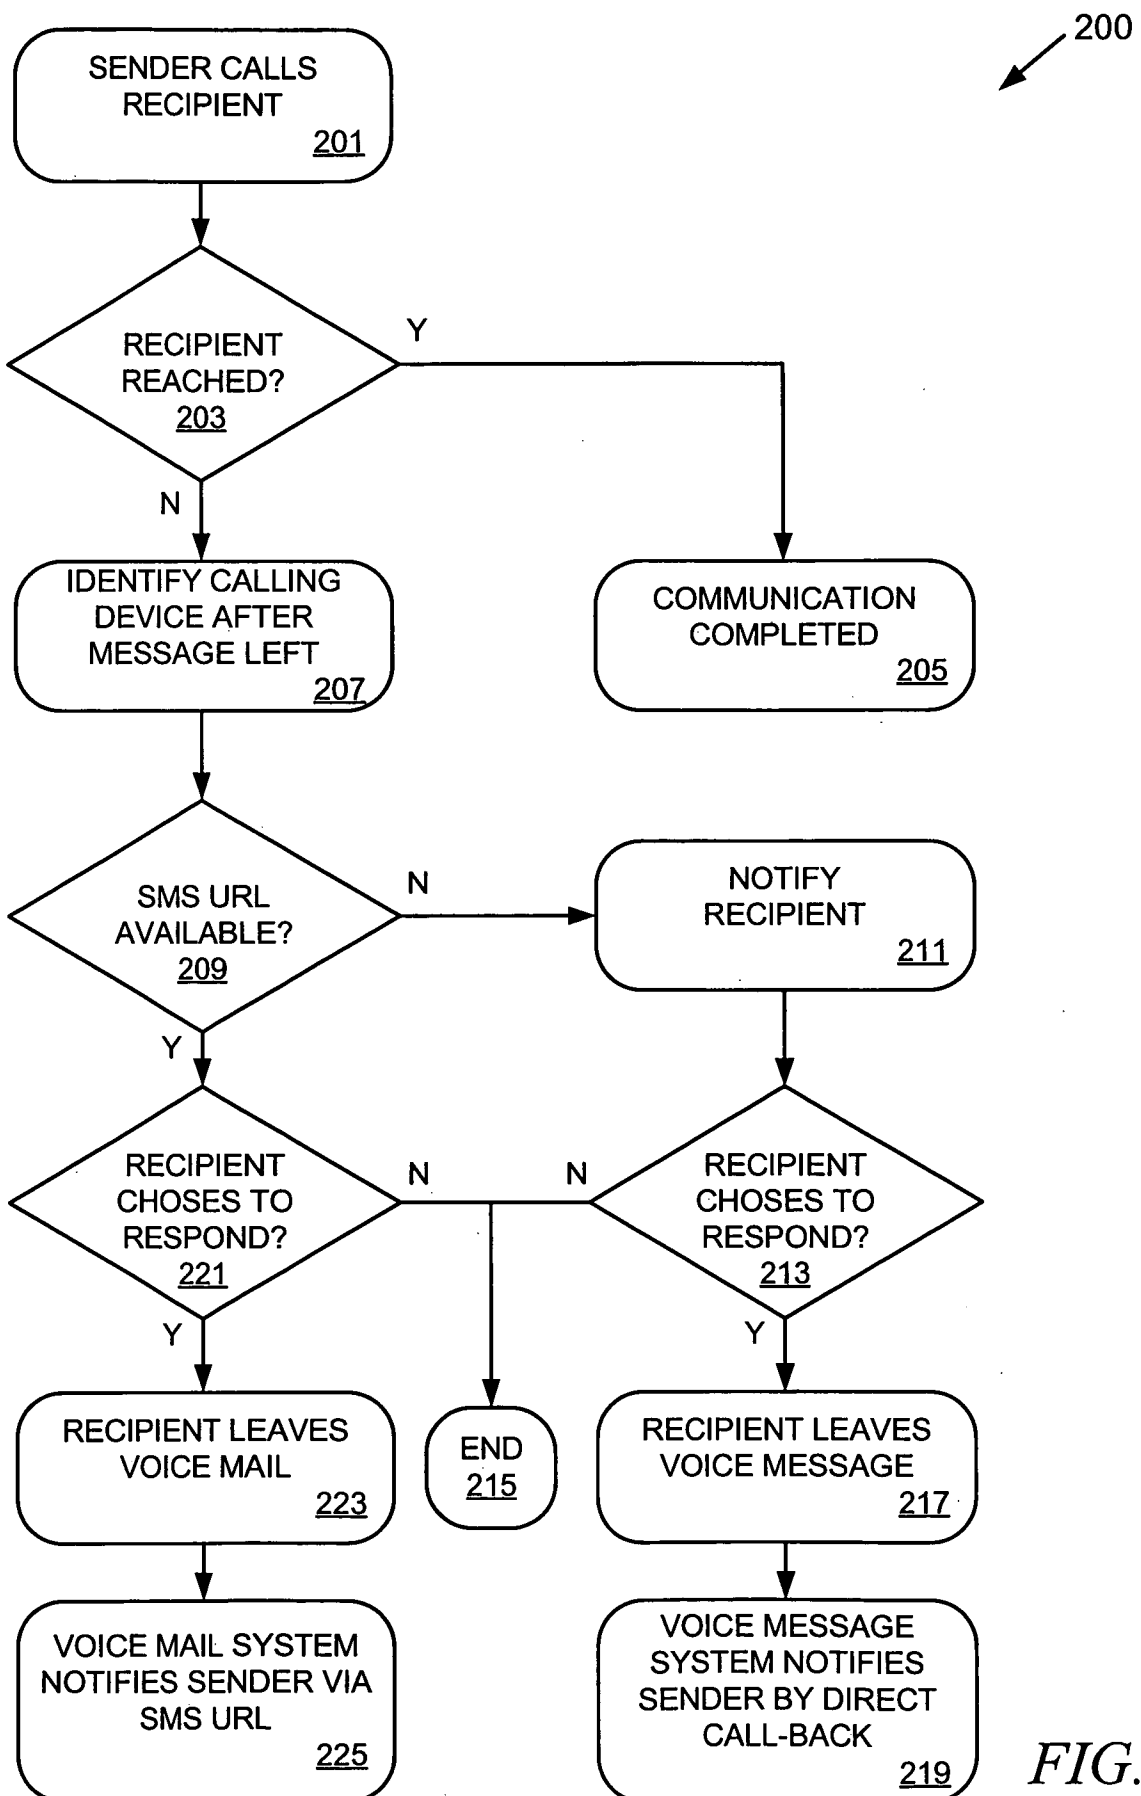 200
SENDER CALLS
RECIPIENT
201
RECIPIENT
REACHED?
203
Y
N
IDENTIFY CALLING
DEVICE AFTER
MESSAGE LEFT
207
COMMUNICATION
COMPLETED
205
SMS URL
AVAILABLE?
209
N
NOTIFY
RECIPIENT
211
Y
RECIPIENT
CHOSES TO
RESPOND?
221
N
N
RECIPIENT
CHOSES TO
RESPOND?
213
Y
Y
RECIPIENT LEAVES
VOICE MAIL
223
END
215
RECIPIENT LEAVES
VOICE MESSAGE
217
VOICE MAIL SYSTEM
NOTIFIES SENDER VIA
SMS URL
225
VOICE MESSAGE
SYSTEM NOTIFIES
SENDER BY DIRECT
CALL-BACK
219
FIG.